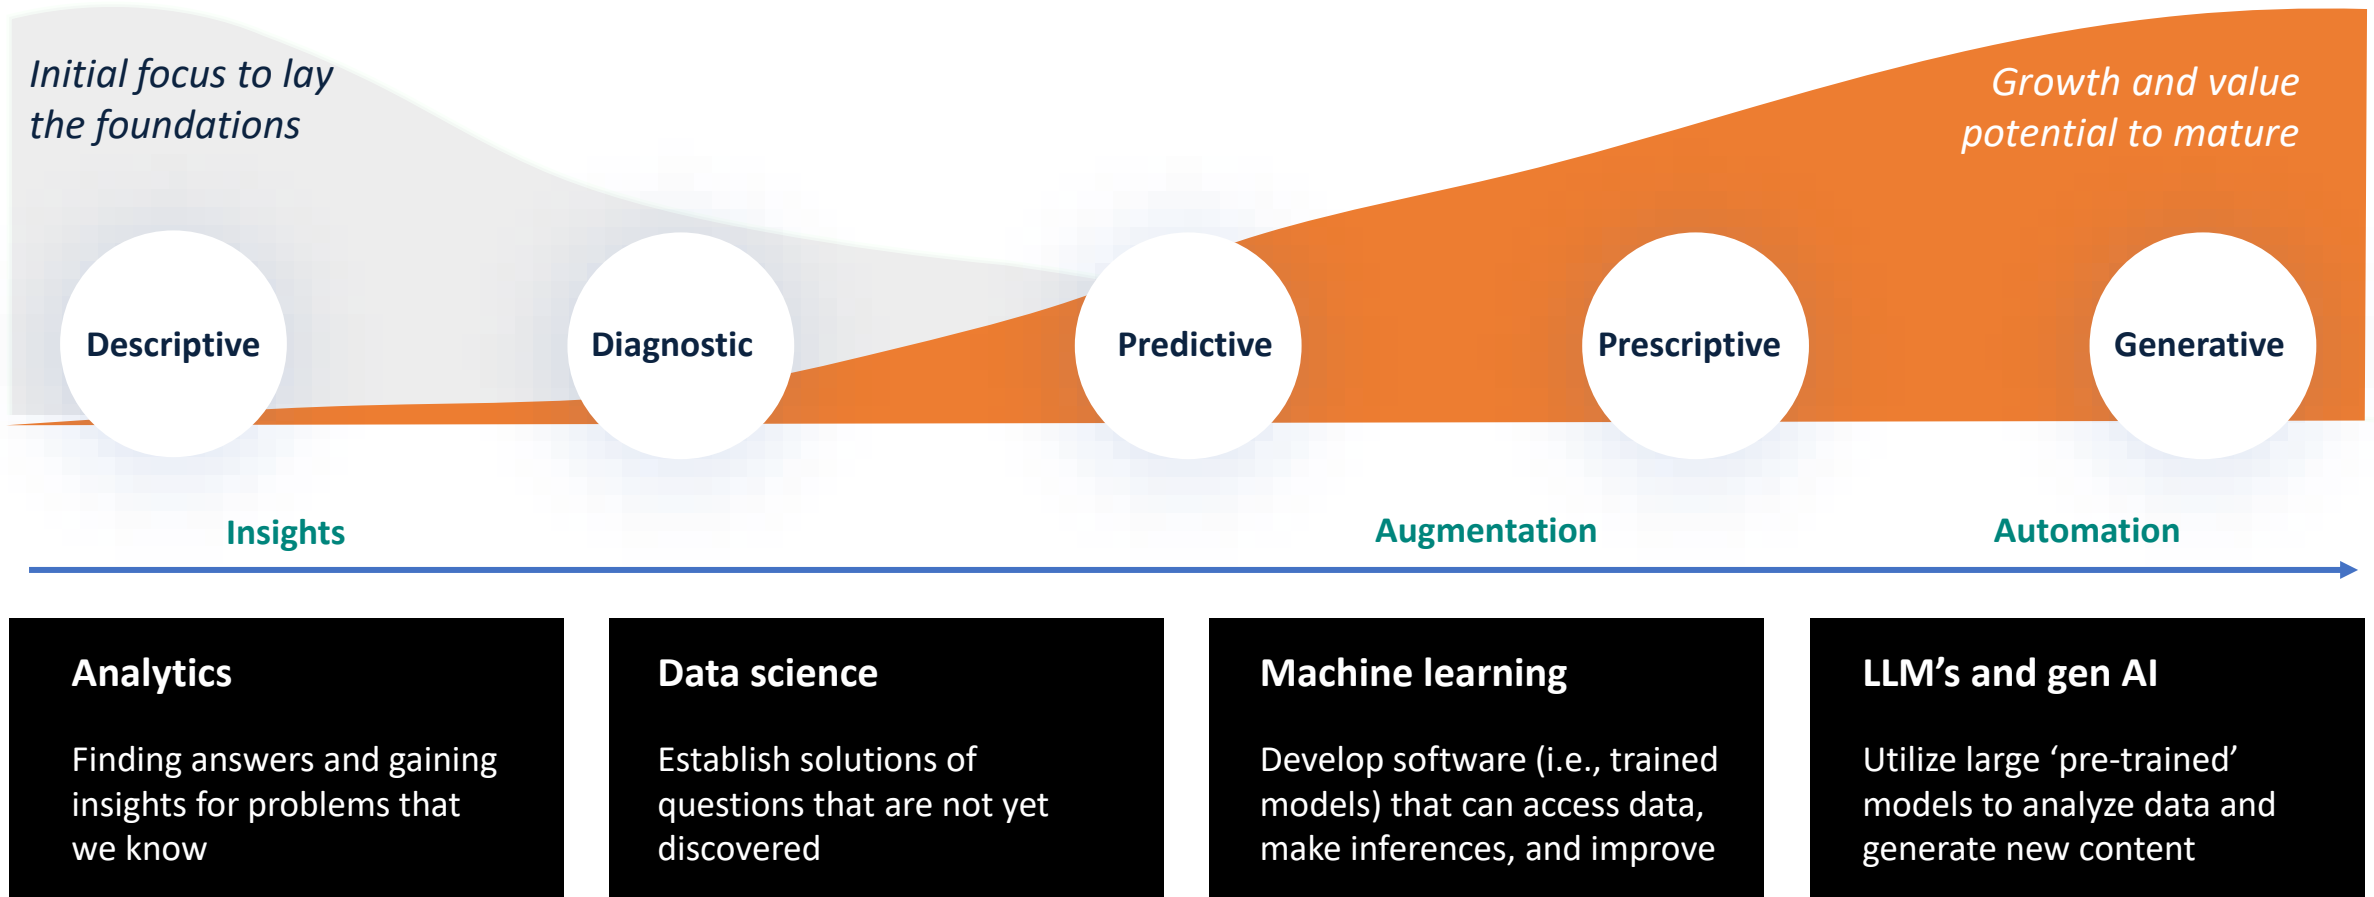 Initial focus to lay
the foundations
Growth and value
potential to mature
Descriptive
Diagnostic
Predictive
Prescriptive
Generative
Insights
Augmentation
Automation
Analytics
Finding answers and gaining
insights for problems that
we know
Data science
Establish solutions of
questions that are not yet
discovered
Machine learning
Develop software (i.e., trained
models) that can access data,
make inferences, and improve
LLM’s and gen AI
Utilize large ‘pre-trained’
models to analyze data and
generate new content